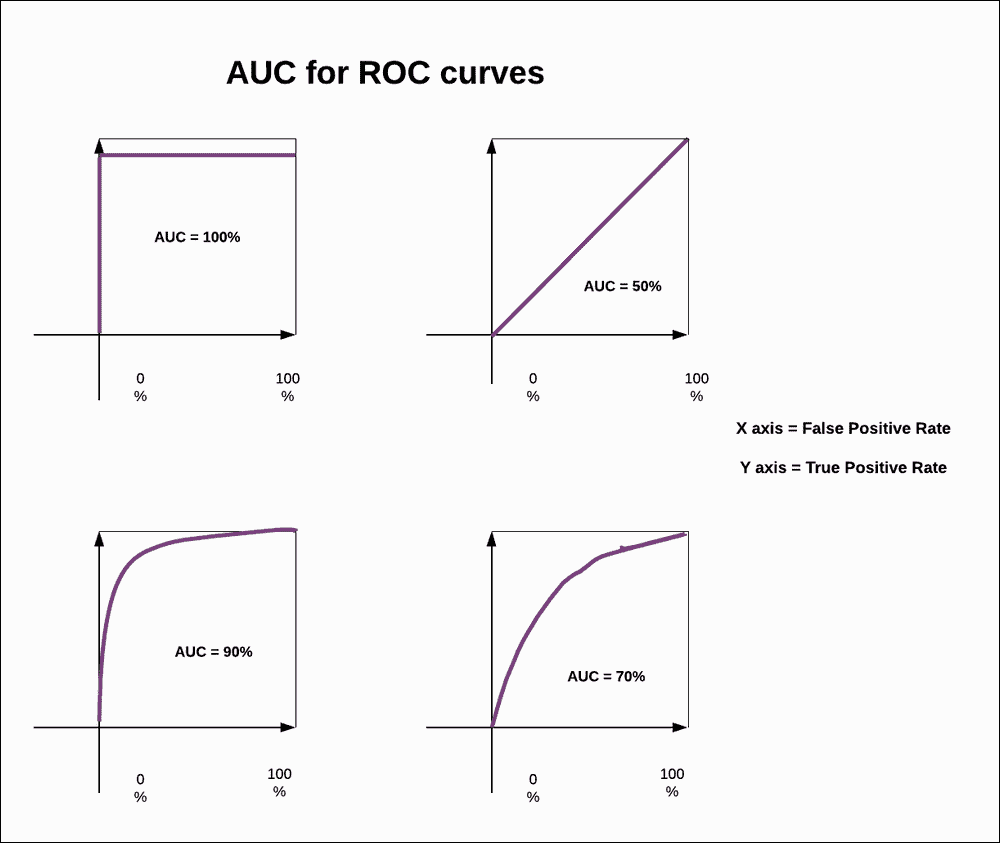 AUC for ROC curves
AUC = 100%
AUC = 50%
0
%
100
%
0
%
100
%
X axis = False Positive Rate
Y axis = True Positive Rate
AUC = 90%
AUC = 70%
0
%
100
%
0
%
100
%